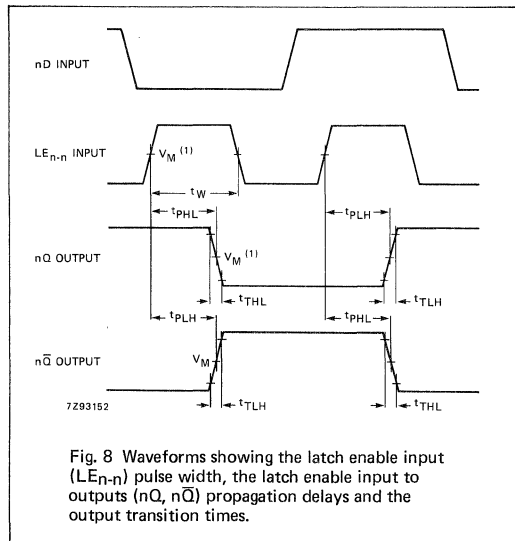 nD INPUT
LEn-n INPUT
VM (1)
tW
tPHL
tPLH
nQ OUTPUT
VM (1)
tTHL
tTLH
tPLH
tPHL
nQ̅ OUTPUT
VM
7Z93152
tTLH
tTHL
Fig. 8 Waveforms showing the latch enable input
(LEn-n) pulse width, the latch enable input to
outputs (nQ, nQ̅) propagation delays and the
output transition times.